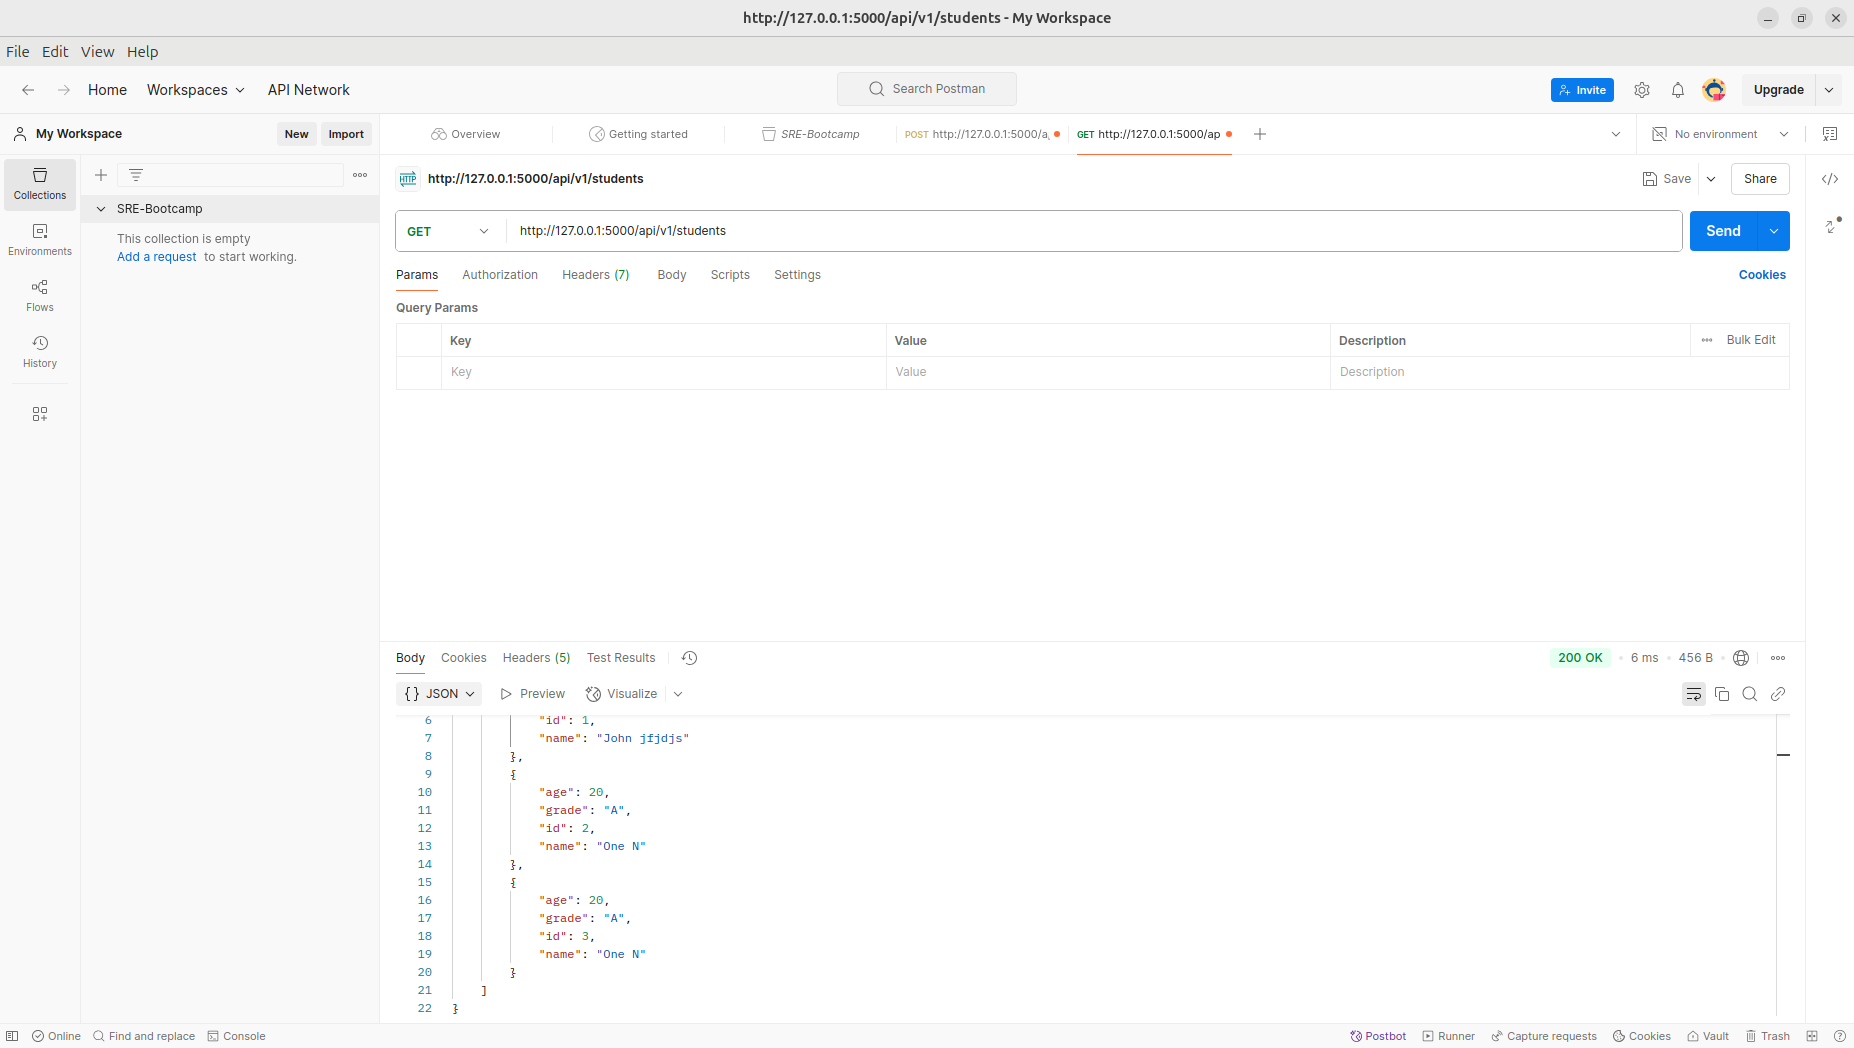 http://127.0.0.1:5000/api/v1/students - My Workspace
File Edit View Help
Home Workspaces API Network
Search Postman
Invite
Upgrade
My Workspace
New Import
Overview
Getting started
SRE-Bootcamp
POST http://127.0.0.1:5000/a
GET http://127.0.0.1:5000/ap
No environment
Collections
Environments
Flows
History
SRE-Bootcamp
This collection is empty
Add a request to start working.
HTTP http://127.0.0.1:5000/api/v1/students
Save
Share
GET http://127.0.0.1:5000/api/v1/students
Send
Params Authorization Headers (7) Body Scripts Settings
Cookies
Query Params
Key Value Description Bulk Edit
Key Value Description
Body Cookies Headers (5) Test Results
200 OK • 6 ms • 456 B
{} JSON Preview Visualize
6 "id": 1,
7 "name": "John jfjdjs"
8 },
9 {
10 "age": 20,
11 "grade": "A",
12 "id": 2,
13 "name": "One N"
14 },
15 {
16 "age": 20,
17 "grade": "A",
18 "id": 3,
19 "name": "One N"
20 }
21 ]
22 }
Online Find and replace Console
Postbot Runner Capture requests Cookies Vault Trash